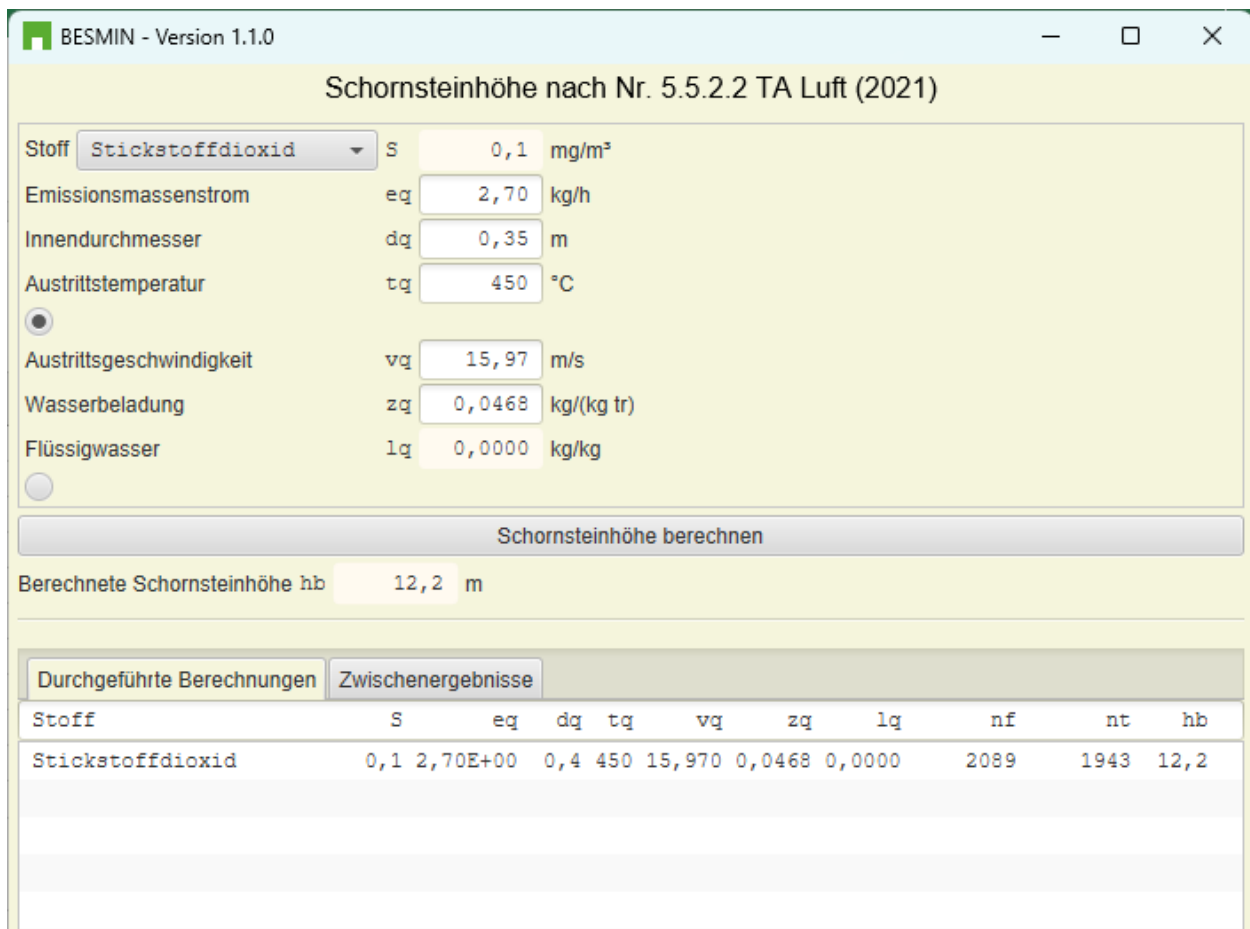 BESMIN - Version 1.1.0
Schornsteinhöhe nach Nr. 5.5.2.2 TA Luft (2021)
Stoff Stickstoffdioxid S 0,1 mg/m³
Emissionsmassenstrom eq 2,70 kg/h
Innendurchmesser dq 0,35 m
Austrittstemperatur tq 450 °C
Austrittsgeschwindigkeit vq 15,97 m/s
Wasserbeladung zq 0,0468 kg/(kg tr)
Flüssigwasser lq 0,0000 kg/kg
Schornsteinhöhe berechnen
Berechnete Schornsteinhöhe hb 12,2 m
Durchgeführte Berechnungen Zwischenergebnisse
Stoff S eq dq tq vq zq lq nf nt hb
Stickstoffdioxid 0,1 2,70E+00 0,4 450 15,970 0,0468 0,0000 2089 1943 12,2